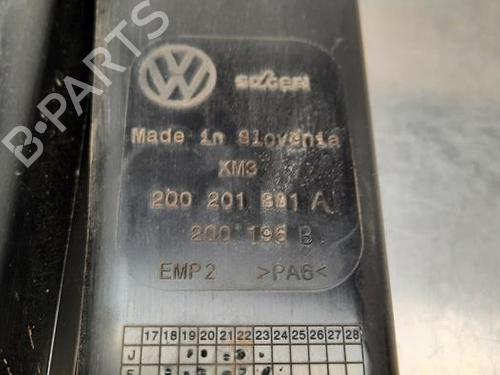 VW
Made in Slovenia
XM3
2Q0 201 801 A
2Q0 196 B
EMP2 >PA6<
17 18 19 20 21 22 23 24 25 26 27 28
J
F
B-Parts